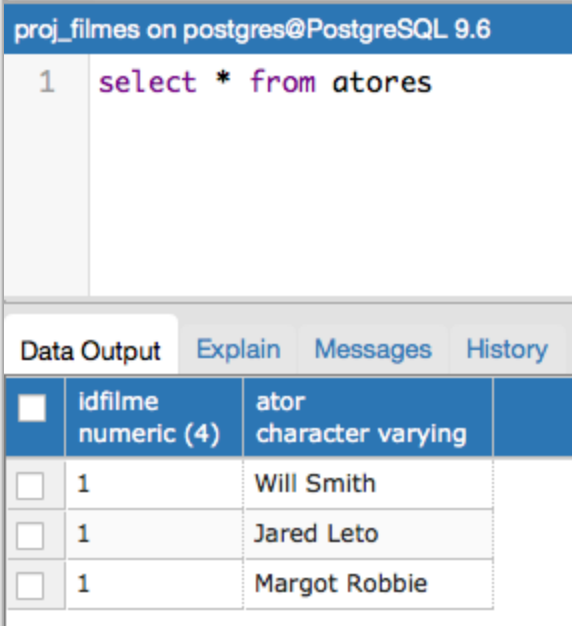 proj_filmes on postgres@PostgreSQL 9.6
1 select * from atores
Data Output Explain Messages History
idfilme ator
numeric (4) character varying
1 Will Smith
1 Jared Leto
1 Margot Robbie